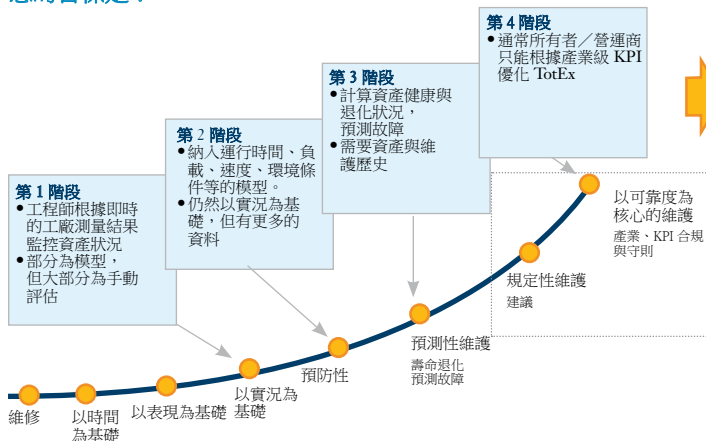 第 1 階段
•工程師根據即時
的工廠測量結果
監控資產狀況
•部分為模型，
但大部分為手動
評估
第 2 階段
•納入運行時間、負
載、速度、環境條
件等的模型。
•仍然以實況為基
礎，但有更多的
資料
第 3 階段
•計算資產健康與
退化狀況，
預測故障
•需要資產與維
護歷史
第 4 階段
•通常所有者／營運商
只能根據產業級 KPI
優化 TotEx
維修
以時間
為基礎
以表現為基礎
以實況為
基礎
預防性
預測性維護
壽命退化
預測故障
規定性維護
建議
以可靠度為
核心的維護
產業、KPI 合規
與守則